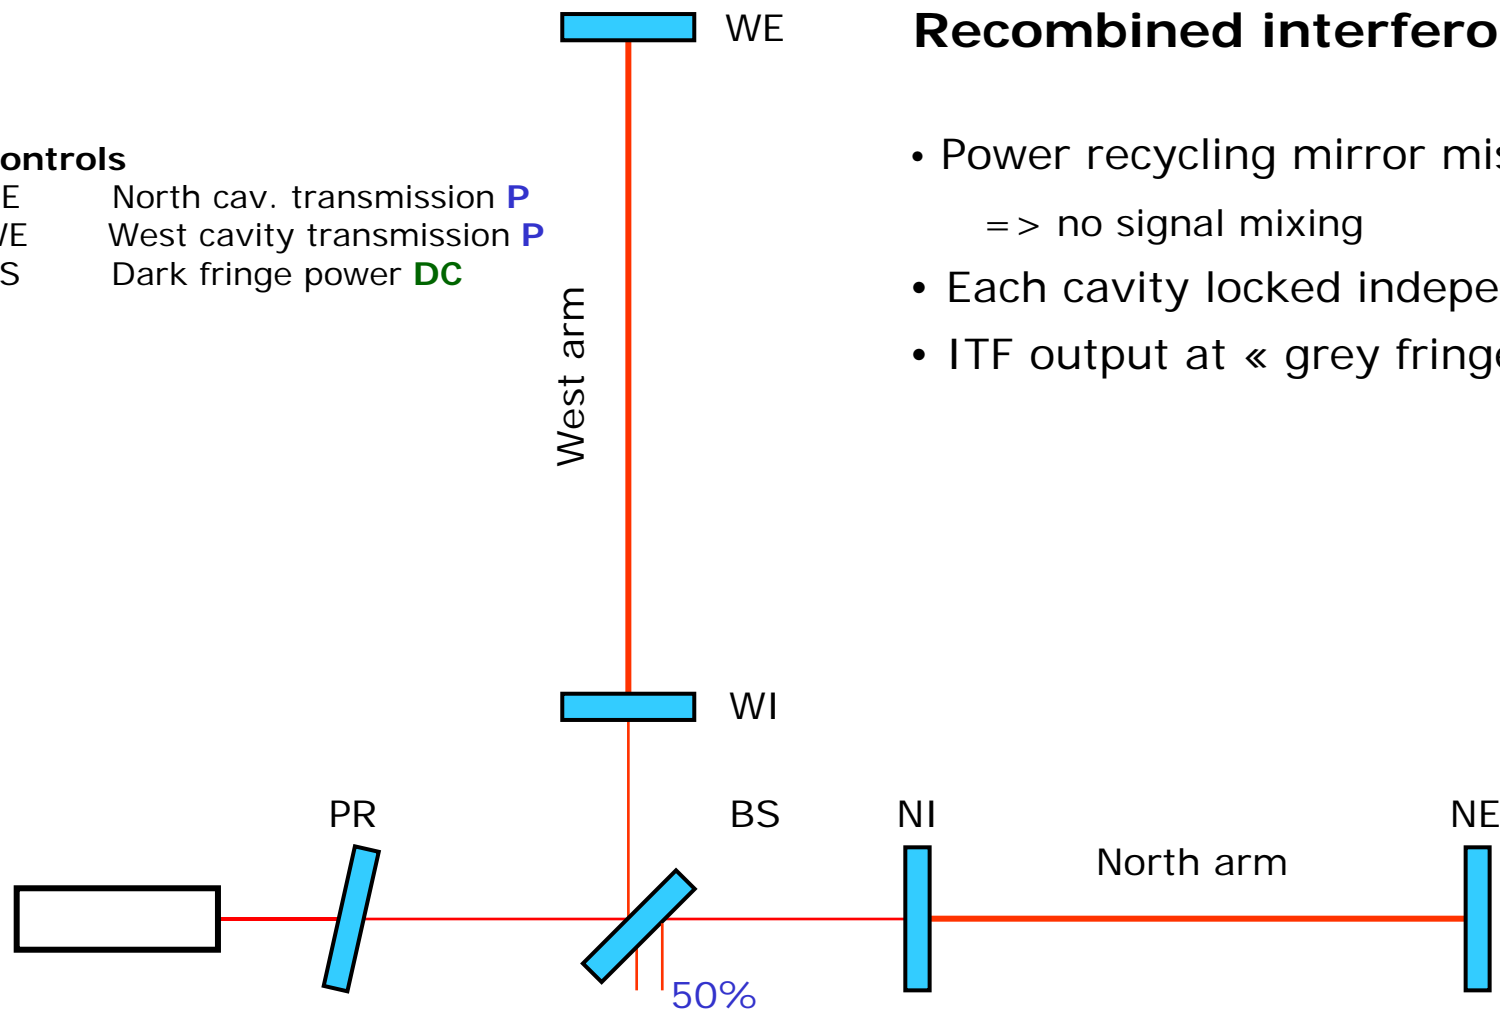 WE
Recombined interfero
ontrols
E North cav. transmission P
WE West cavity transmission P
S Dark fringe power DC
• Power recycling mirror mis
=> no signal mixing
• Each cavity locked indepe
• ITF output at « grey fringe
West arm
WI
PR
BS
NI
NE
North arm
50%